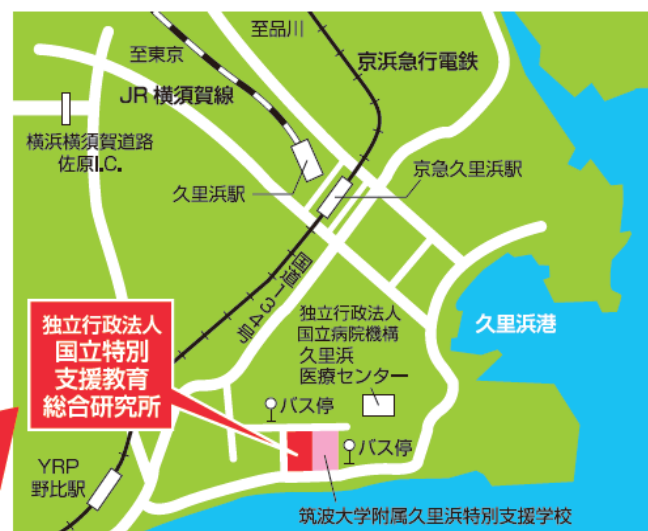 至品川
至東京
京浜急行電鉄
JR 横須賀線
横浜横須賀道路
佐原I.C.
久里浜駅
京急久里浜駅
国道134号
独立行政法人
国立特別
支援教育
総合研究所
独立行政法人
国立病院機構
久里浜
医療センター
久里浜港
バス停
バス停
YRP
野比駅
筑波大学附属久里浜特別支援学校